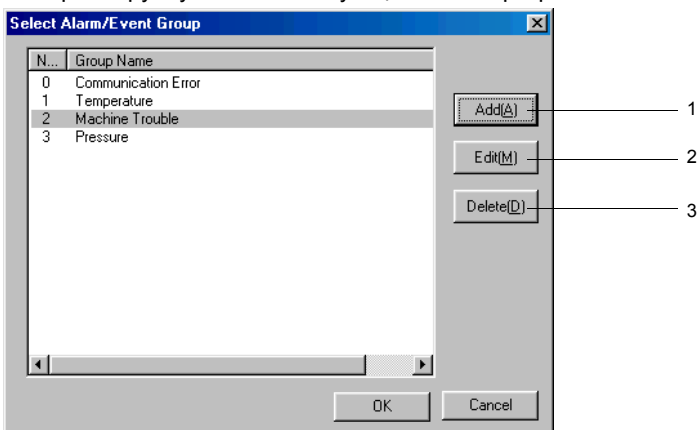 Select Alarm/Event Group
N... Group Name
0 Communication Error
1 Temperature
2 Machine Trouble
3 Pressure
Add(A) 1
Edit(M) 2
Delete(D) 3
OK Cancel